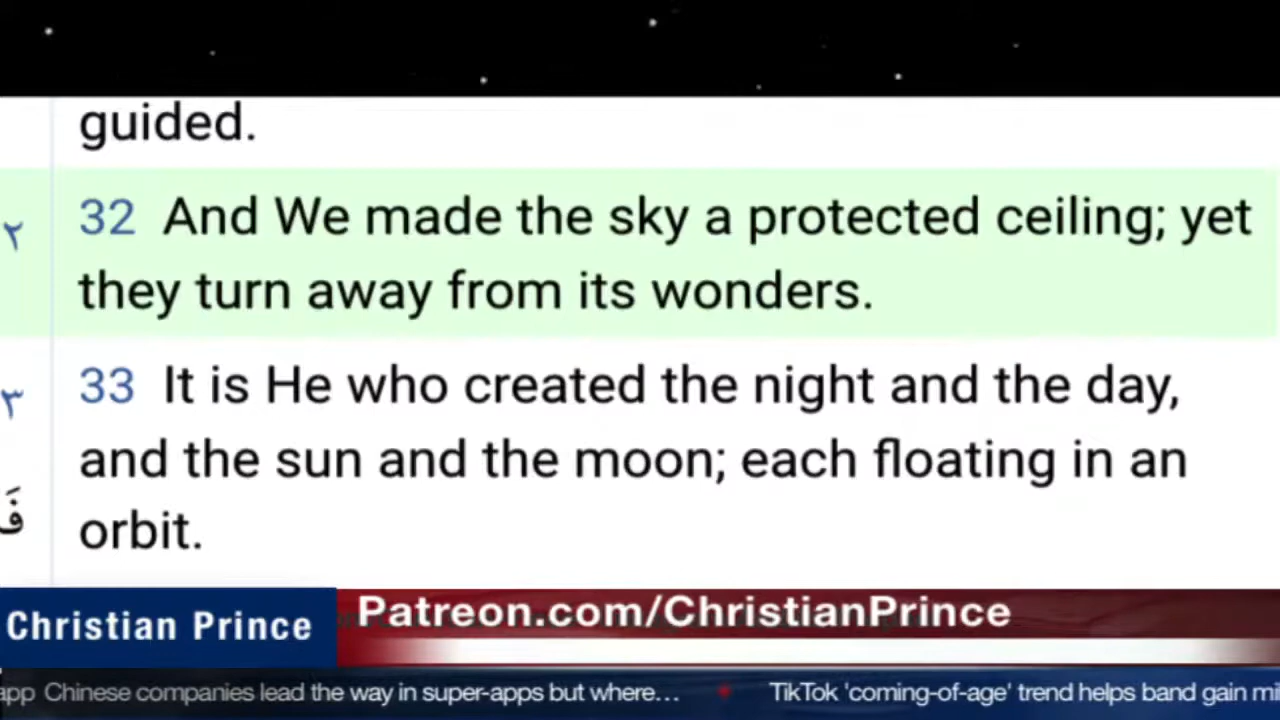 guided.
٢
32 And We made the sky a protected ceiling; yet
they turn away from its wonders.
٣
33 It is He who created the night and the day,
and the sun and the moon; each floating in an
orbit.
Christian Prince
Patreon.com/ChristianPrince
app Chinese companies lead the way in super-apps but where… TikTok 'coming-of-age' trend helps band gain mi